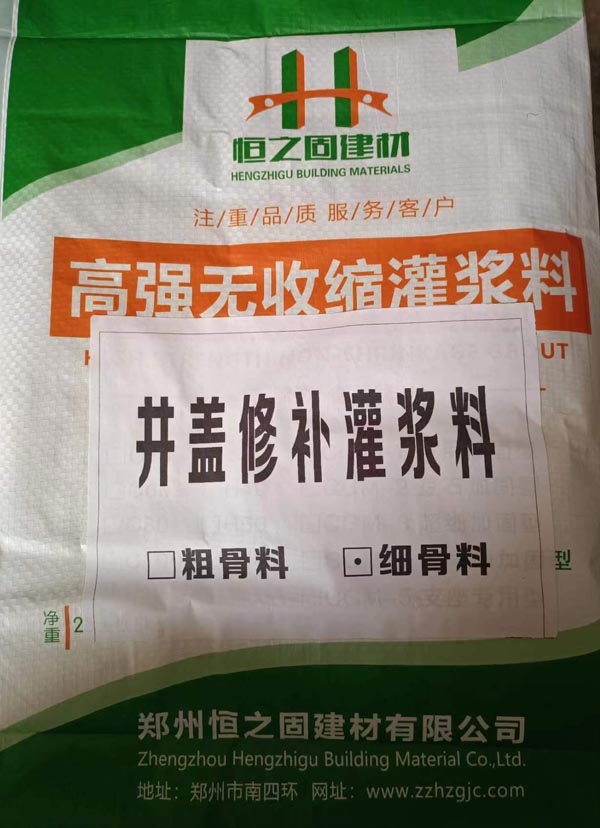 恒之固建材
HENGZHIGU BUILDING MATERIALS
注/重/品/质 服/务/客/户
高强无收缩灌浆料
UT
井盖修补灌浆料
□粗骨料 ⊡细骨料
型
净重 2
郑州恒之固建材有限公司
Zhengzhou Hengzhigu Building Material Co.,Ltd.
地址：郑州市南四环 网址：www.zzhzgjc.com